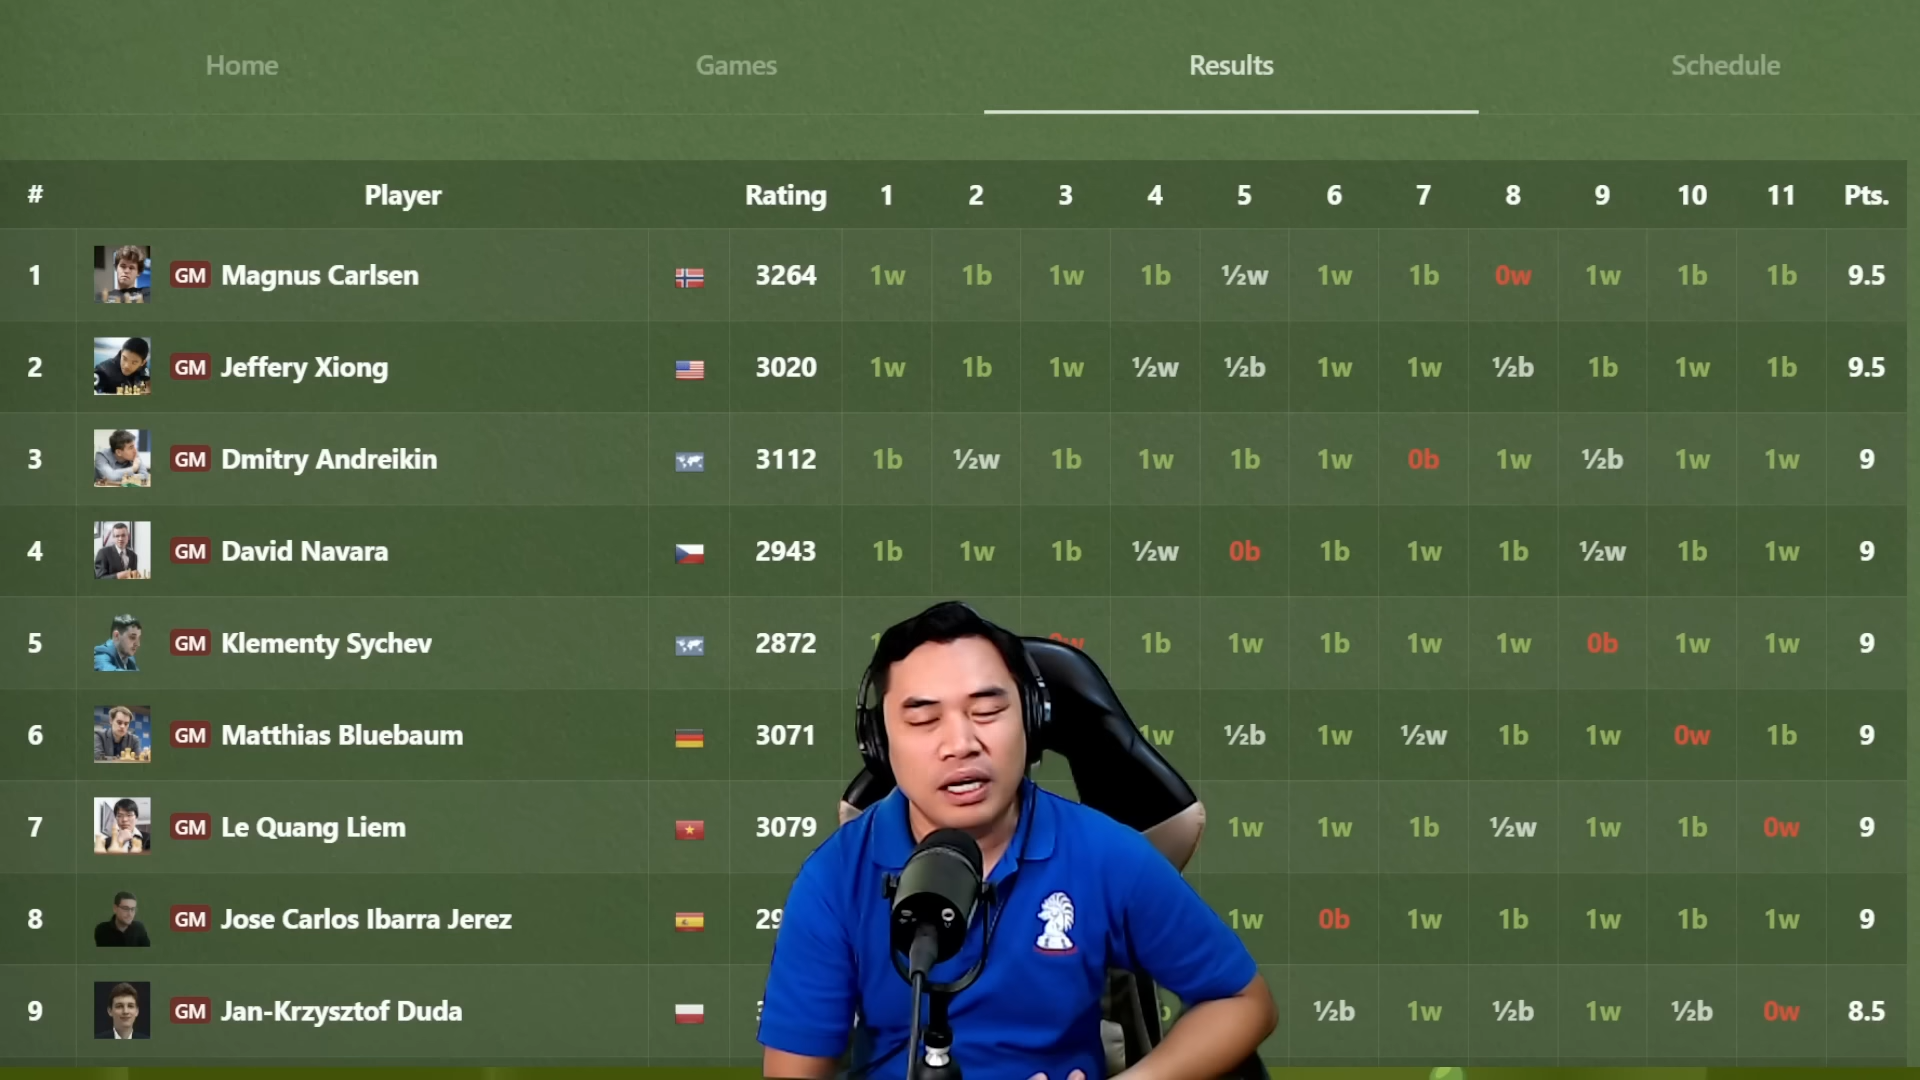 Home Games Results Schedule
# Player Rating 1 2 3 4 5 6 7 8 9 10 11 Pts.
1 GM Magnus Carlsen 3264 1w 1b 1w 1b ½w 1w 1b 0w 1w 1b 1b 9.5
2 GM Jeffery Xiong 3020 1w 1b 1w ½w ½b 1w 1w ½b 1b 1w 1b 9.5
3 GM Dmitry Andreikin 3112 1b ½w 1b 1w 1b 1w 0b 1w ½b 1w 1w 9
4 GM David Navara 2943 1b 1w 1b ½w 0b 1b 1w 1b ½w 1b 1w 9
5 GM Klementy Sychev 2872 1b 1w 1b 1w 1w 0b 1w 1w 9
6 GM Matthias Bluebaum 3071 1w ½b 1w ½w 1b 1w 0w 1b 9
7 GM Le Quang Liem 3079 1w 1w 1b ½w 1w 1b 0w 9
8 GM Jose Carlos Ibarra Jerez 1w 0b 1w 1b 1w 1b 1w 9
9 GM Jan-Krzysztof Duda ½b 1w ½b 1w ½b 0w 8.5